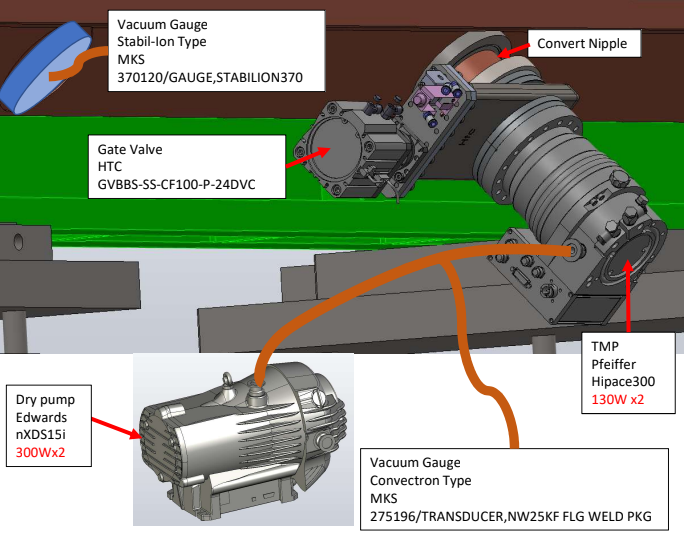 Vacuum Gauge
Stabil-Ion Type
MKS
370120/GAUGE,STABILION370
Convert Nipple
Gate Valve
HTC
GVBBS-SS-CF100-P-24DVC
HTC
TMP
Pfeiffer
Hipace300
130W x2
Dry pump
Edwards
nXDS15i
300Wx2
Vacuum Gauge
Convectron Type
MKS
275196/TRANSDUCER,NW25KF FLG WELD PKG